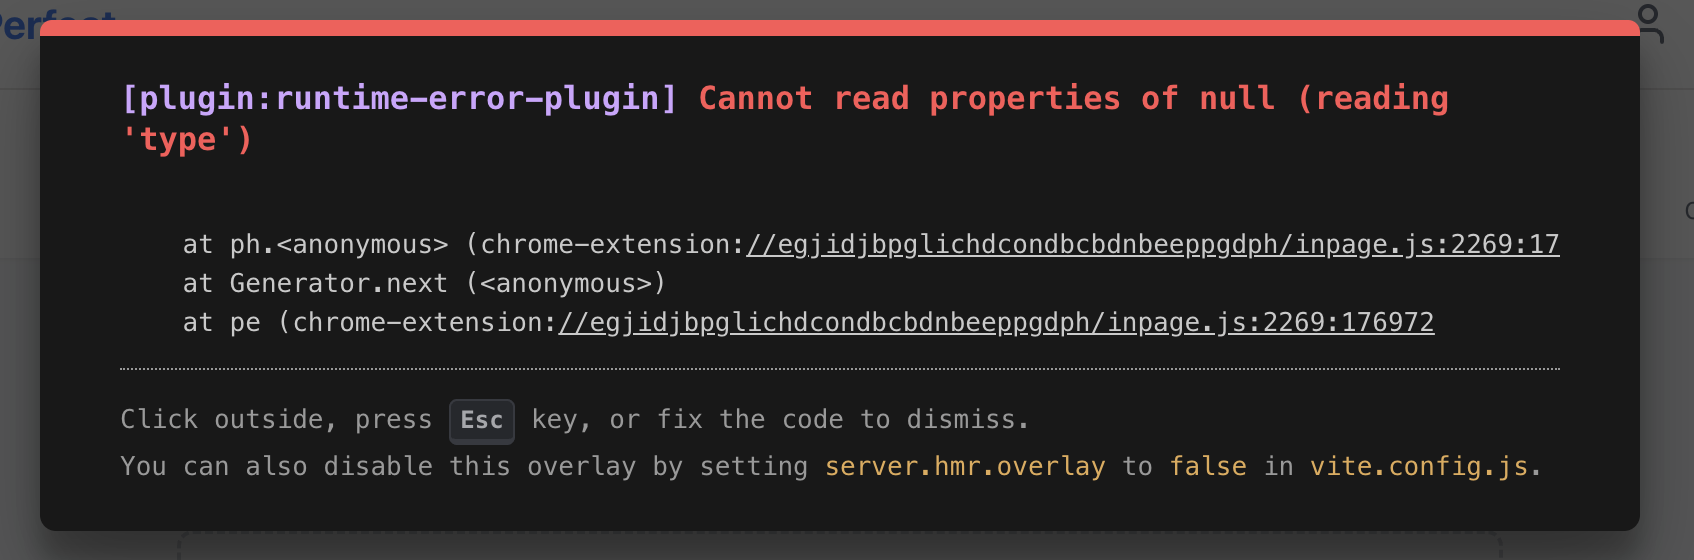 [plugin:runtime-error-plugin] Cannot read properties of null (reading
'type')
at ph.<anonymous> (chrome-extension://egjidjbpglichdcondbcbdnbeeppgdph/inpage.js:2269:17
at Generator.next (<anonymous>)
at pe (chrome-extension://egjidjbpglichdcondbcbdnbeeppgdph/inpage.js:2269:176972
Click outside, press Esc key, or fix the code to dismiss.
You can also disable this overlay by setting server.hmr.overlay to false in vite.config.js.